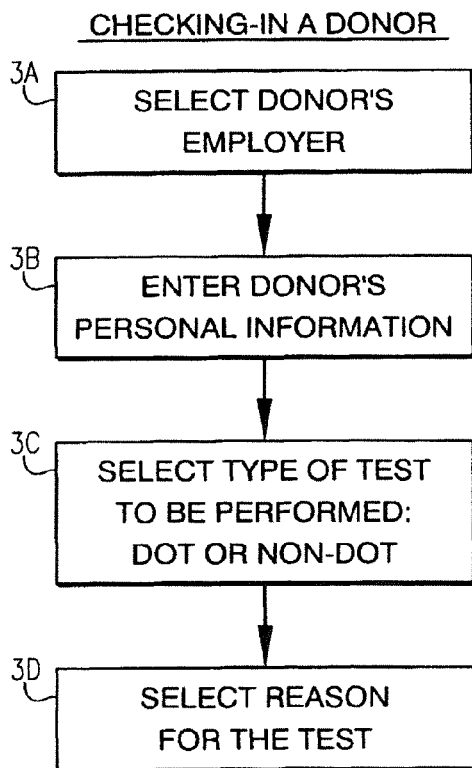 CHECKING-IN A DONOR
3A
SELECT DONOR'S
EMPLOYER
3B
ENTER DONOR'S
PERSONAL INFORMATION
3C
SELECT TYPE OF TEST
TO BE PERFORMED:
DOT OR NON-DOT
3D
SELECT REASON
FOR THE TEST